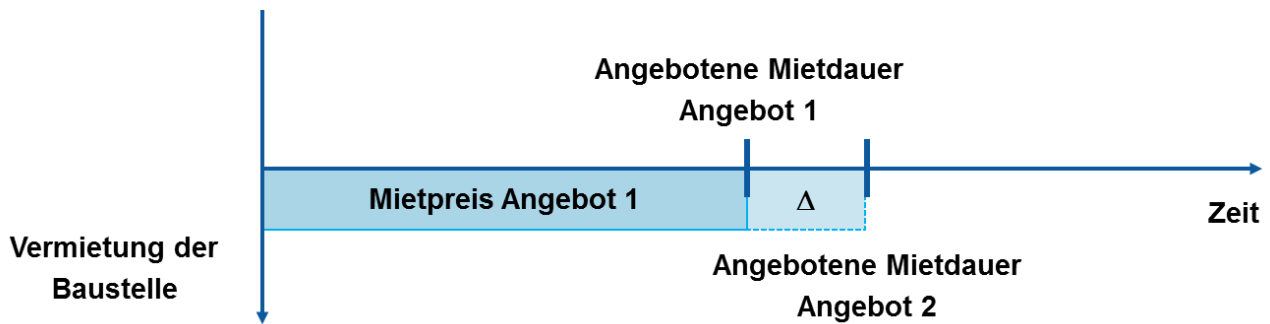 Angebotene Mietdauer
Angebot 1
Mietpreis Angebot 1
Δ
Zeit
Vermietung der
Baustelle
Angebotene Mietdauer
Angebot 2